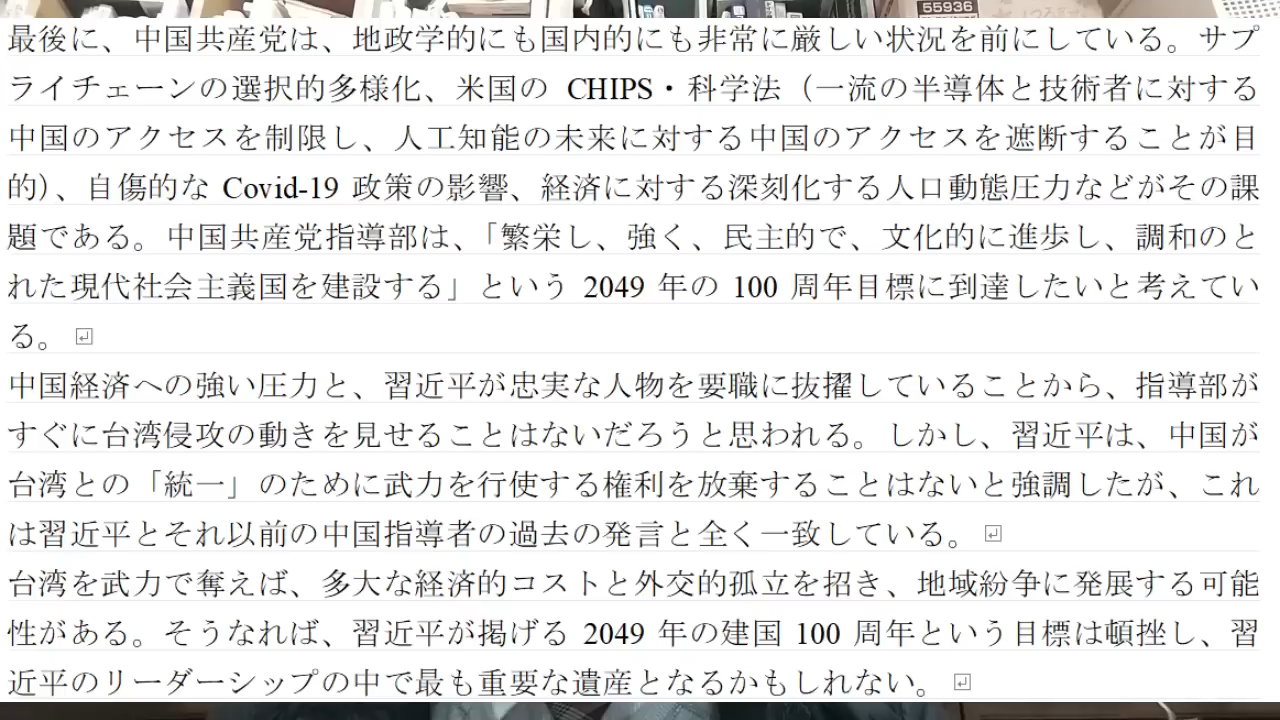 55936
最後に、中国共産党は、地政学的にも国内的にも非常に厳しい状況を前にしている。サプ
ライチェーンの選択的多様化、米国の CHIPS・科学法（一流の半導体と技術者に対する
中国のアクセスを制限し、人工知能の未来に対する中国のアクセスを遮断することが目
的）、自傷的な Covid-19 政策の影響、経済に対する深刻化する人口動態圧力などがその課
題である。中国共産党指導部は、「繁栄し、強く、民主的で、文化的に進歩し、調和のと
れた現代社会主義国を建設する」という 2049 年の 100 周年目標に到達したいと考えてい
る。
中国経済への強い圧力と、習近平が忠実な人物を要職に抜擢していることから、指導部が
すぐに台湾侵攻の動きを見せることはないだろうと思われる。しかし、習近平は、中国が
台湾との「統一」のために武力を行使する権利を放棄することはないと強調したが、これ
は習近平とそれ以前の中国指導者の過去の発言と全く一致している。
台湾を武力で奪えば、多大な経済的コストと外交的孤立を招き、地域紛争に発展する可能
性がある。そうなれば、習近平が掲げる 2049 年の建国 100 周年という目標は頓挫し、習
近平のリーダーシップの中で最も重要な遺産となるかもしれない。